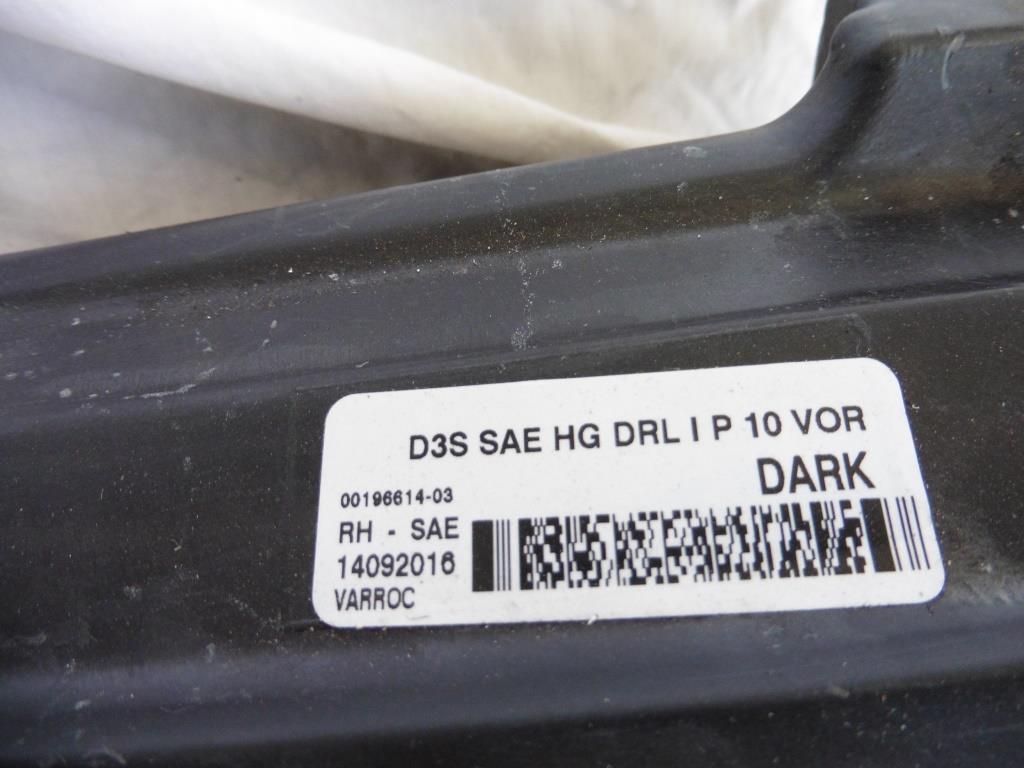 D3S SAE HG DRL I P 10 VOR
DARK
00196614-03
RH - SAE
14092016
VARROC